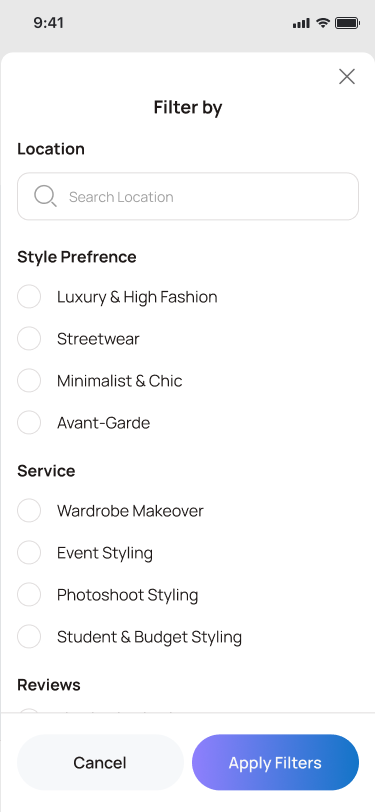 9:41
Filter by
Location
Search Location
Style Prefrence
Luxury & High Fashion
Streetwear
Minimalist & Chic
Avant-Garde
Service
Wardrobe Makeover
Event Styling
Photoshoot Styling
Student & Budget Styling
Reviews
Cancel
Apply Filters